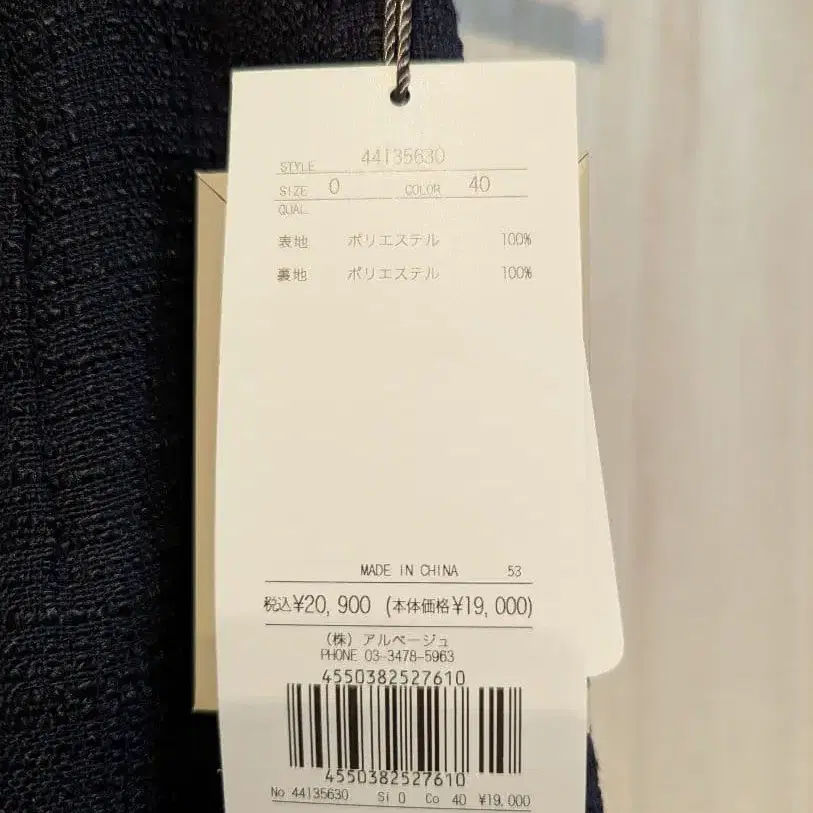 STYLE 44135630
SIZE 0 COLOR 40
QUAL.
表地 ポリエステル 100%
裏地 ポリエステル 100%
MADE IN CHINA 53
税込¥20,900 (本体価格¥19,000)
(株) アルページュ
PHONE 03-3478-5963
4550382527610
4550382527610
No 44135630 Si 0 Co 40 ¥19,000